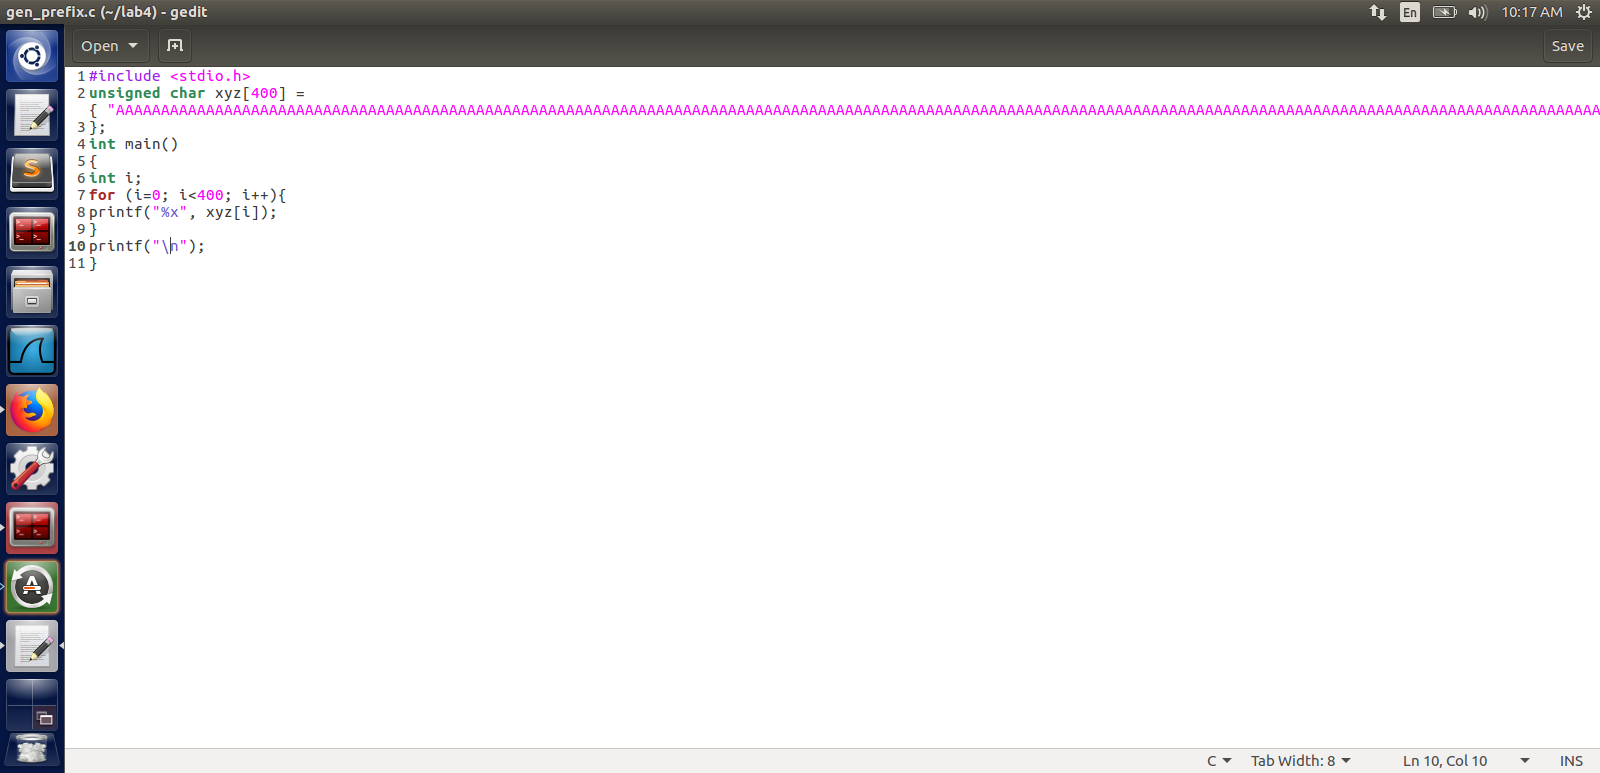 gen_prefix.c (~/lab4) - gedit
En
10:17 AM
Open
Save
1 #include <stdio.h>
2 unsigned char xyz[400] =
{ "AAAAAAAAAAAAAAAAAAAAAAAAAAAAAAAAAAAAAAAAAAAAAAAAAAAAAAAAAAAAAAAAAAAAAAAAAAAAAAAAAAAAAAAAAAAAAAAAAAAAAAAAAAAAAAAAAAAAAAAAAAAAAAAAAAAAAAAAAAAAAAAAAAAAAAAAAAAAAAAAAAAAA
3 };
4 int main()
5 {
6 int i;
7 for (i=0; i<400; i++){
8 printf("%x", xyz[i]);
9 }
10 printf("\n");
11 }
C Tab Width: 8 Ln 10, Col 10 INS